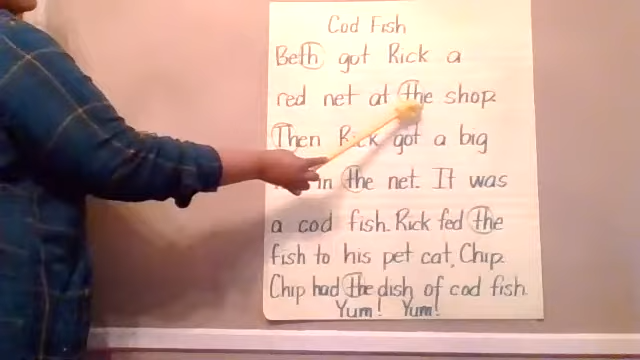 Cod Fish
Beth got Rick a
red net at the shop.
Then Rick got a big
in the net. It was
a cod fish. Rick fed the
fish to his pet cat, Chip.
Chip had the dish of cod fish.
Yum! Yum!